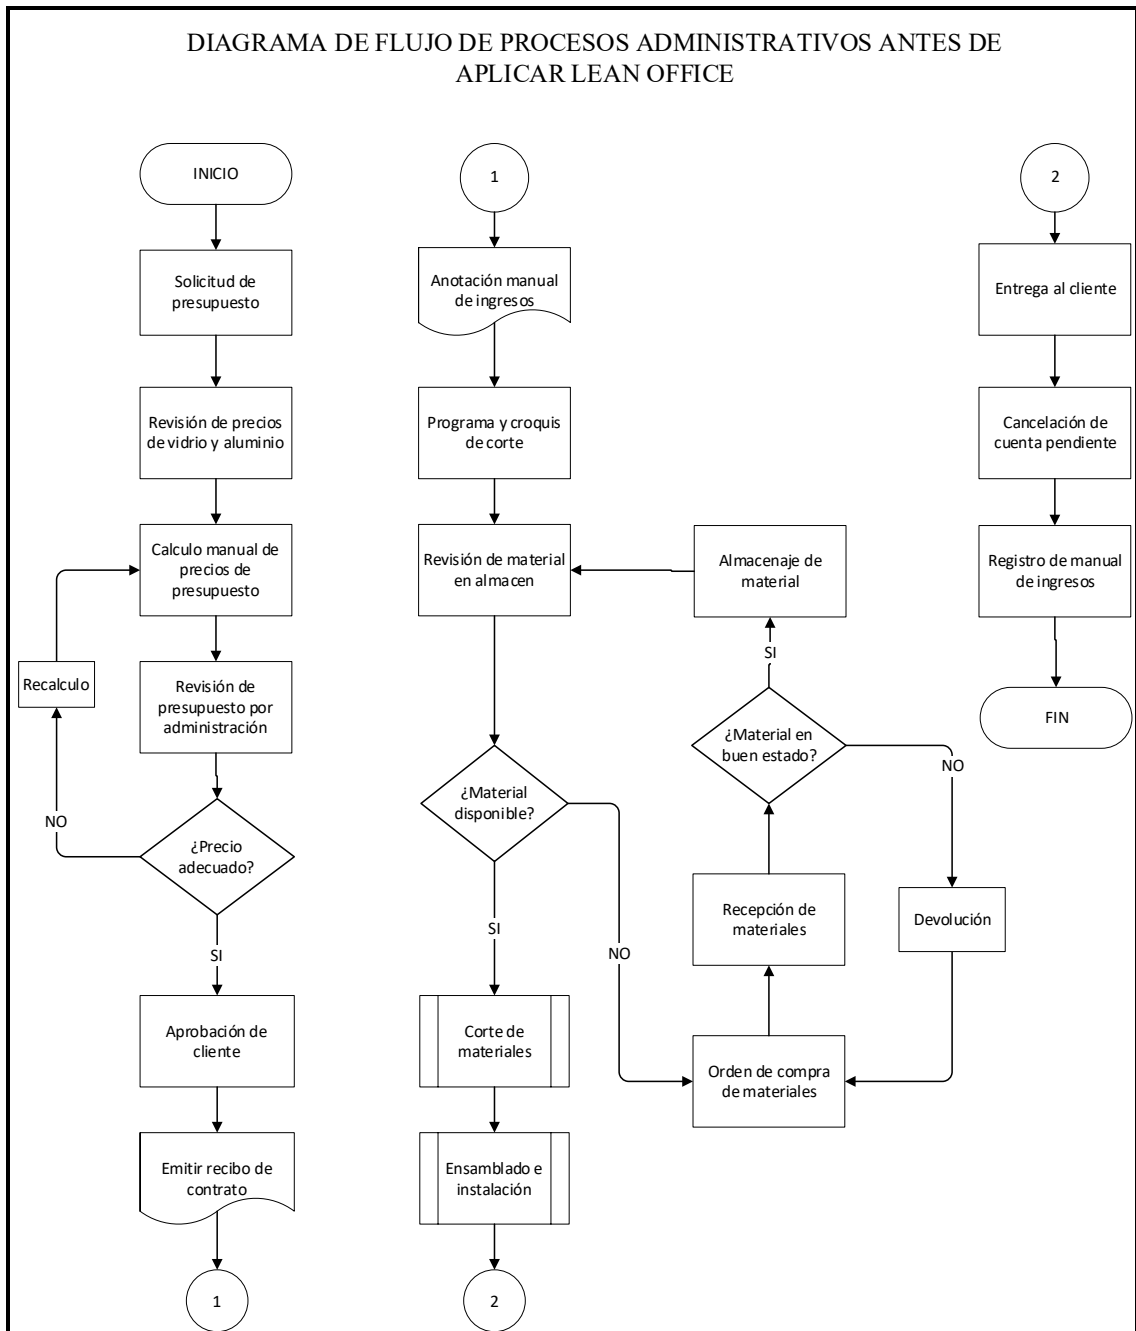 DIAGRAMA DE FLUJO DE PROCESOS ADMINISTRATIVOS ANTES DE
APLICAR LEAN OFFICE
INICIO
Solicitud de
presupuesto
Revisión de precios
de vidrio y aluminio
Calculo manual de
precios de
presupuesto
Recalculo
Revisión de
presupuesto por
administración
NO
¿Precio
adecuado?
SI
Aprobación de
cliente
Emitir recibo de
contrato
1
1
Anotación manual
de ingresos
Programa y croquis
de corte
Revisión de material
en almacen
¿Material
disponible?
SI
NO
Corte de
materiales
Ensamblado e
instalación
2
Almacenaje de
material
SI
¿Material en
buen estado?
NO
Recepción de
materiales
Devolución
Orden de compra
de materiales
2
Entrega al cliente
Cancelación de
cuenta pendiente
Registro de manual
de ingresos
FIN